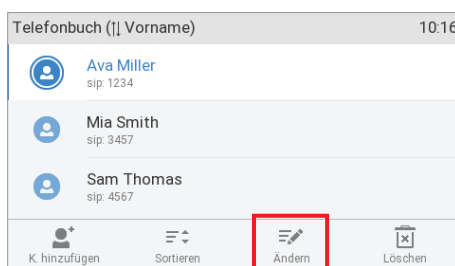 Telefonbuch (↑↓ Vorname) 10:16
Ava Miller
sip: 1234
Mia Smith
sip: 3457
Sam Thomas
sip: 4567
K. hinzufügen Sortieren Ändern Löschen